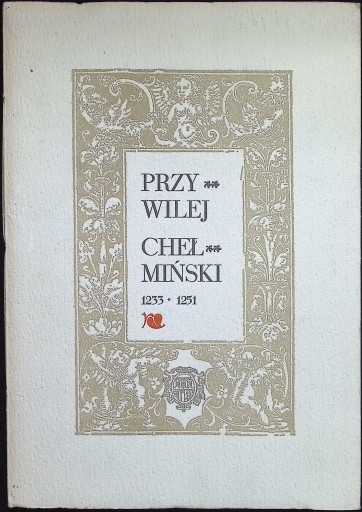 PRZY
WILEJ
CHEŁ
MIŃSKI
1233 • 1251